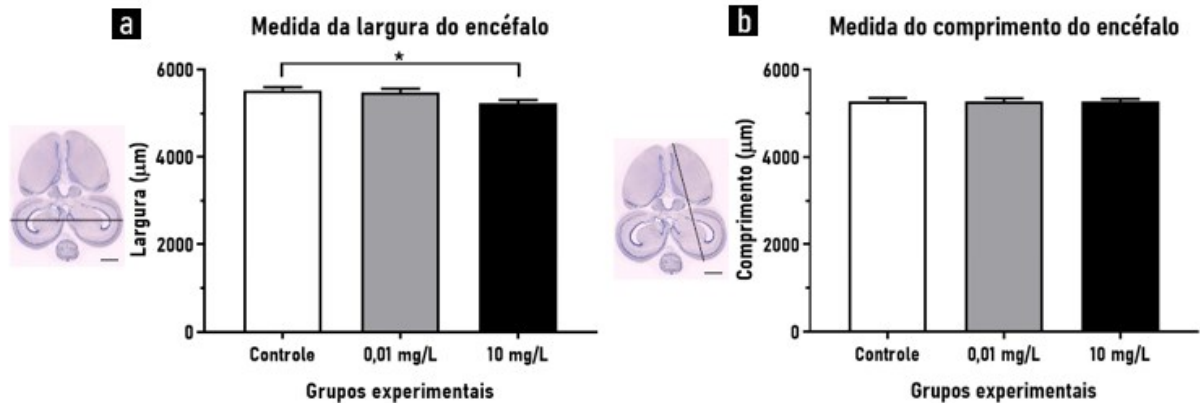 a
Medida da largura do encéfalo
*
6000
4000
2000
0
Largura (µm)
Controle 0,01 mg/L 10 mg/L
Grupos experimentais
b
Medida do comprimento do encéfalo
6000
4000
2000
0
Comprimento (µm)
Controle 0,01 mg/L 10 mg/L
Grupos experimentais